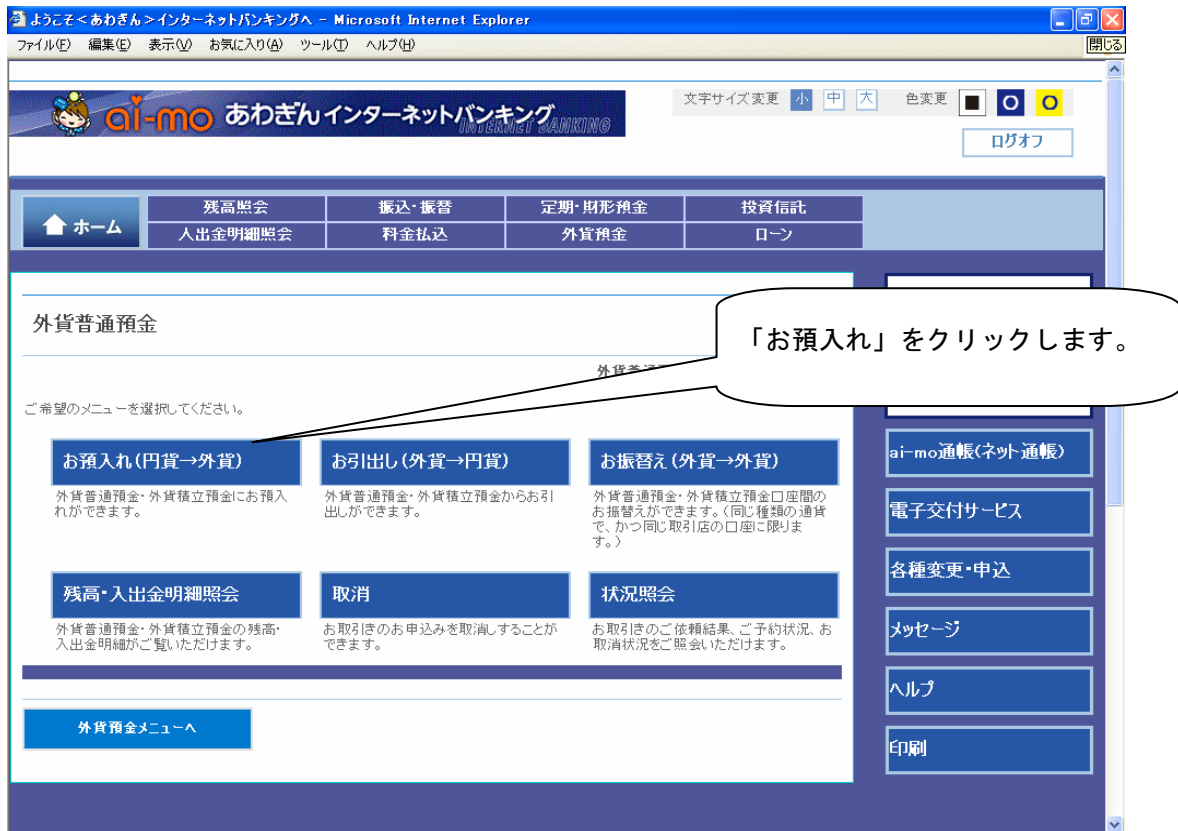 ようこそ<あわぎん>インターネットバンキングへ - Microsoft Internet Explorer
ファイル(F) 編集(E) 表示(V) お気に入り(A) ツール(T) ヘルプ(H)
閉じる
ai-mo あわぎんインターネットバンキング
INTERNET BANKING
文字サイズ変更 小 中 大 色変更 ■ O O
ログオフ
ホーム
残高照会 振込・振替 定期・財形預金 投資信託
入出金明細照会 料金払込 外貨預金 ローン
外貨普通預金
「お預入れ」をクリックします。
外貨普通
ご希望のメニューを選択してください。
お預入れ(円貨→外貨)
外貨普通預金・外貨積立預金にお預入
れができます。
お引出し(外貨→円貨)
外貨普通預金・外貨積立預金からお引
出しができます。
お振替え(外貨→外貨)
外貨普通預金・外貨積立預金口座間の
お振替えができます。(同じ種類の通貨
で、かつ同じ取引店の口座に限りま
す。)
残高・入出金明細照会
外貨普通預金・外貨積立預金の残高・
入出金明細がご覧いただけます。
取消
お取引きのお申込みを取消しすることが
できます。
状況照会
お取引きのご依頼結果、ご予約状況、お
取消状況をご照会いただけます。
外貨預金メニューへ
ai-mo通帳(ネット通帳)
電子交付サービス
各種変更・申込
メッセージ
ヘルプ
印刷